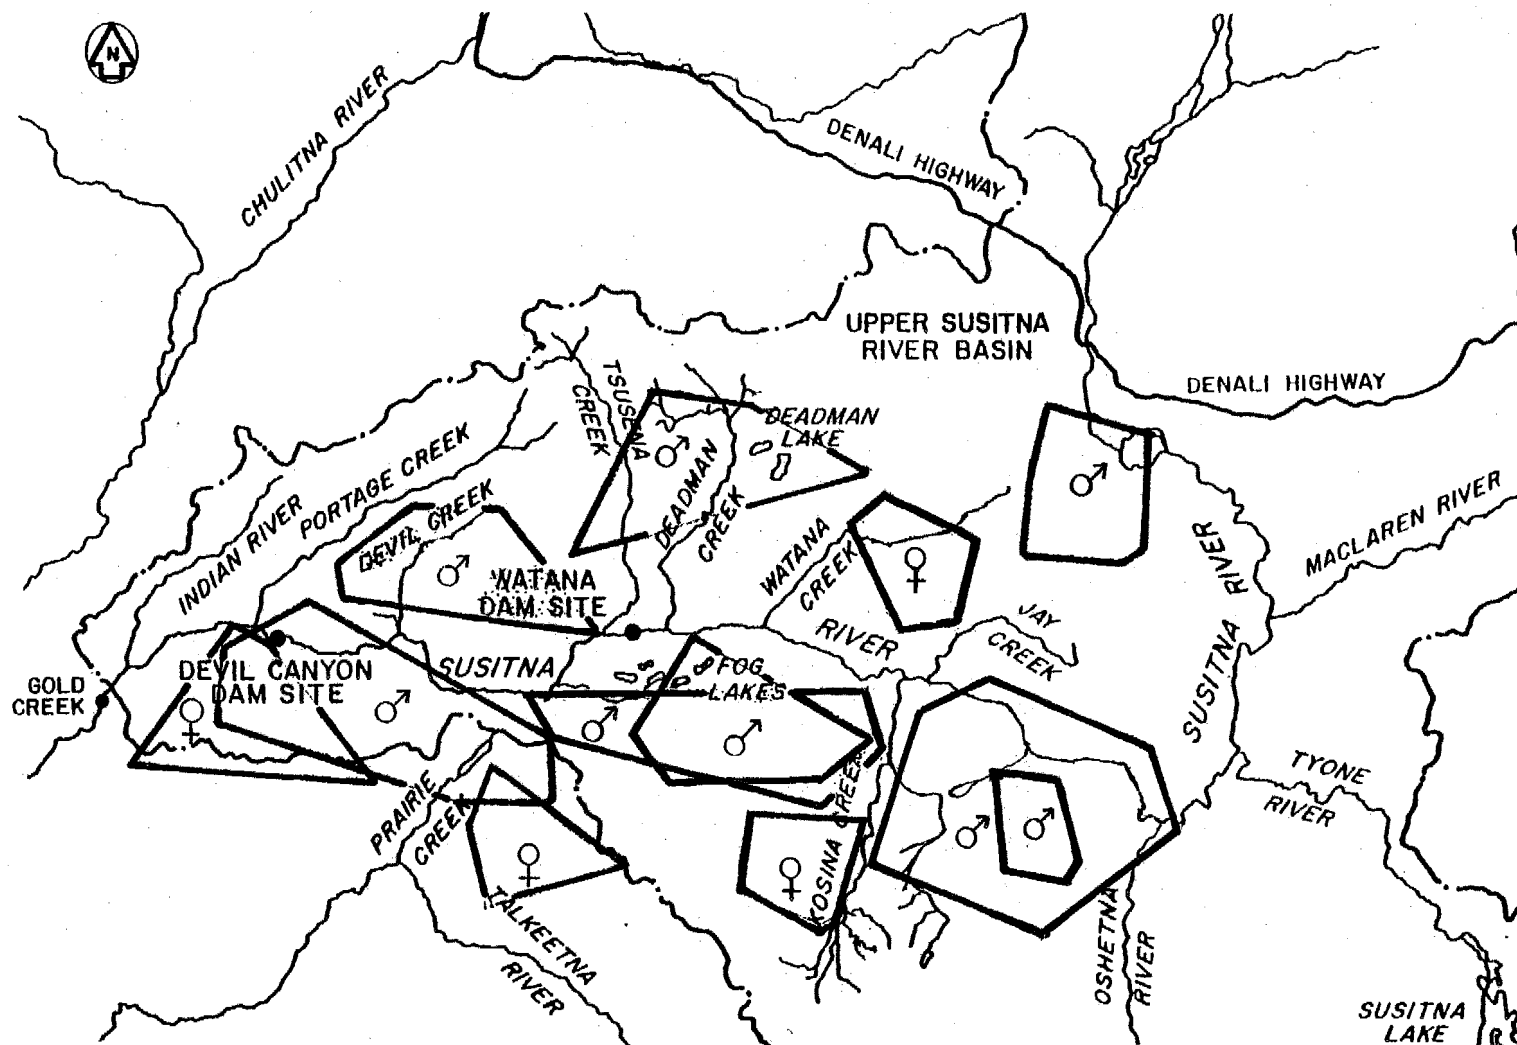 N
CHULITNA RIVER
DENALI HIGHWAY
UPPER SUSITNA
RIVER BASIN
DENALI HIGHWAY
TSUSENA
CREEK
DEADMAN
LAKE
DEADMAN
CREEK
PORTAGE CREEK
INDIAN RIVER
DEVIL CREEK
WATANA
DAM SITE
WATANA
CREEK
MACLAREN RIVER
SUSITNA RIVER
JAY
CREEK
SUSITNA
RIVER
FOG
LAKES
DEVIL CANYON
DAM SITE
GOLD
CREEK
PRAIRIE
CREEK
KOSINA CREEK
TYONE
RIVER
TALKEETNA
RIVER
OSHETNA
RIVER
SUSITNA
LAKE